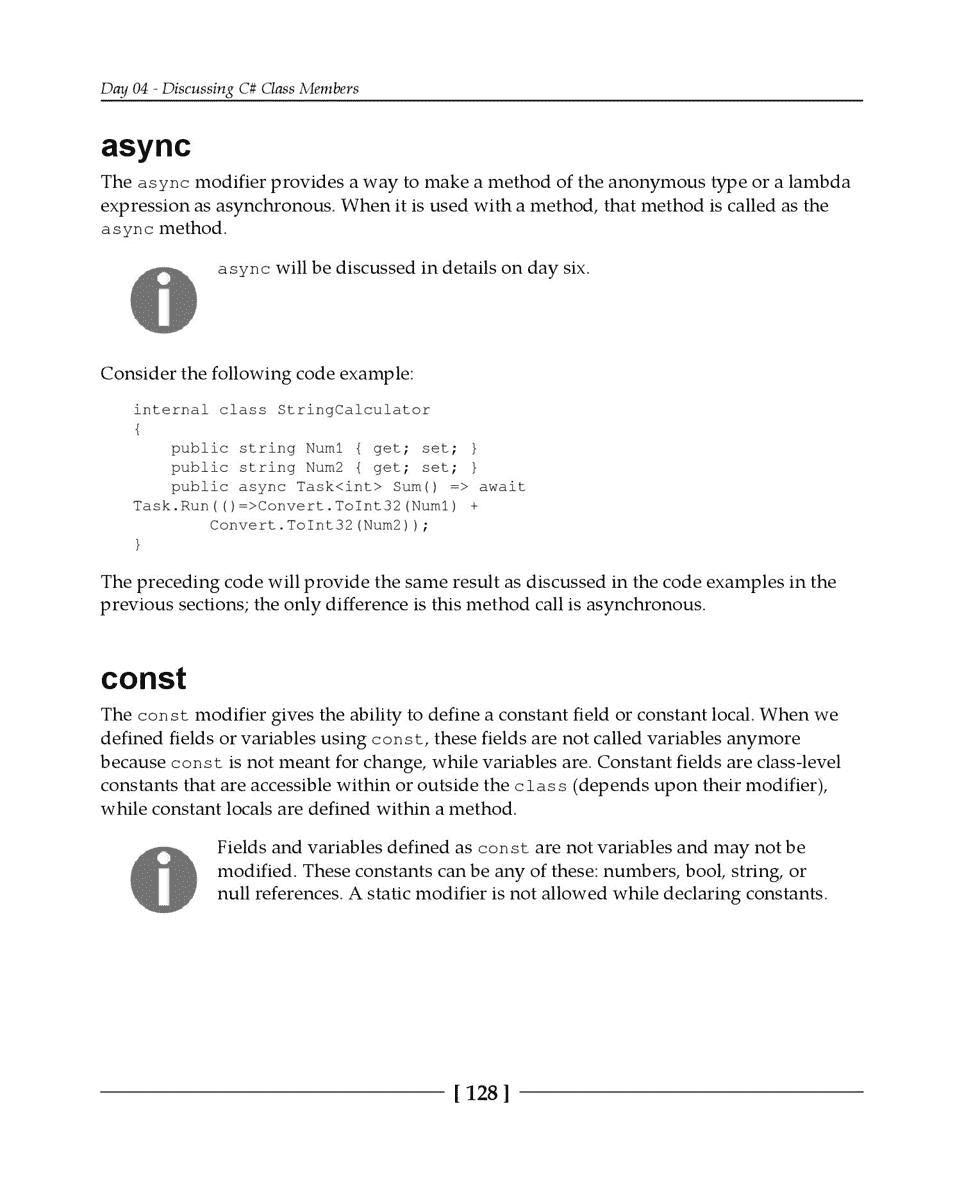 Day 04 - Discussing C# Class Members
async
The async modifier provides a way to make a method of the anonymous type or a lambda
expression as asynchronous. When it is used with a method, that method is called as the
async method.
async will be discussed in details on day six.
Consider the following code example:
internal class StringCalculator
{
    public string Num1 { get; set; }
    public string Num2 { get; set; }
    public async Task<int> Sum() => await
Task.Run(()=>Convert.ToInt32(Num1) +
        Convert.ToInt32(Num2));
}
The preceding code will provide the same result as discussed in the code examples in the
previous sections; the only difference is this method call is asynchronous.
const
The const modifier gives the ability to define a constant field or constant local. When we
defined fields or variables using const, these fields are not called variables anymore
because const is not meant for change, while variables are. Constant fields are class-level
constants that are accessible within or outside the class (depends upon their modifier),
while constant locals are defined within a method.
Fields and variables defined as const are not variables and may not be
modified. These constants can be any of these: numbers, bool, string, or
null references. A static modifier is not allowed while declaring constants.
[ 128 ]